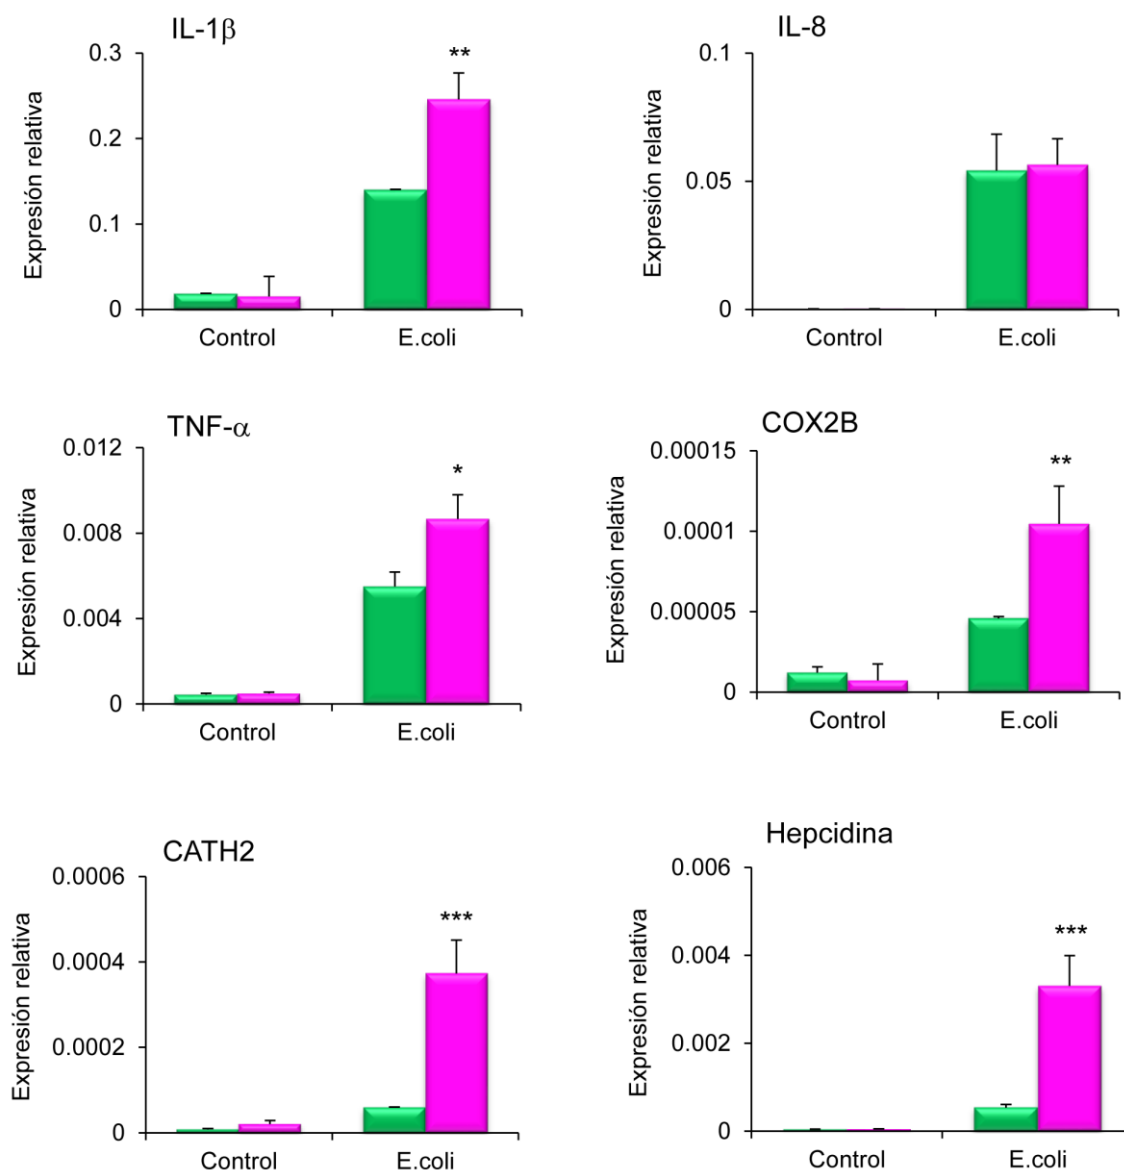 IL-1β
Expresión relativa
0.3
**
0.2
0.1
0
Control
E.coli
IL-8
Expresión relativa
0.1
0.05
0
Control
E.coli
TNF-α
Expresión relativa
0.012
*
0.008
0.004
0
Control
E.coli
COX2B
Expresión relativa
0.00015
**
0.0001
0.00005
0
Control
E.coli
CATH2
Expresión relativa
0.0006
***
0.0004
0.0002
0
Control
E.coli
Hepcidina
Expresión relativa
0.006
***
0.004
0.002
0
Control
E.coli